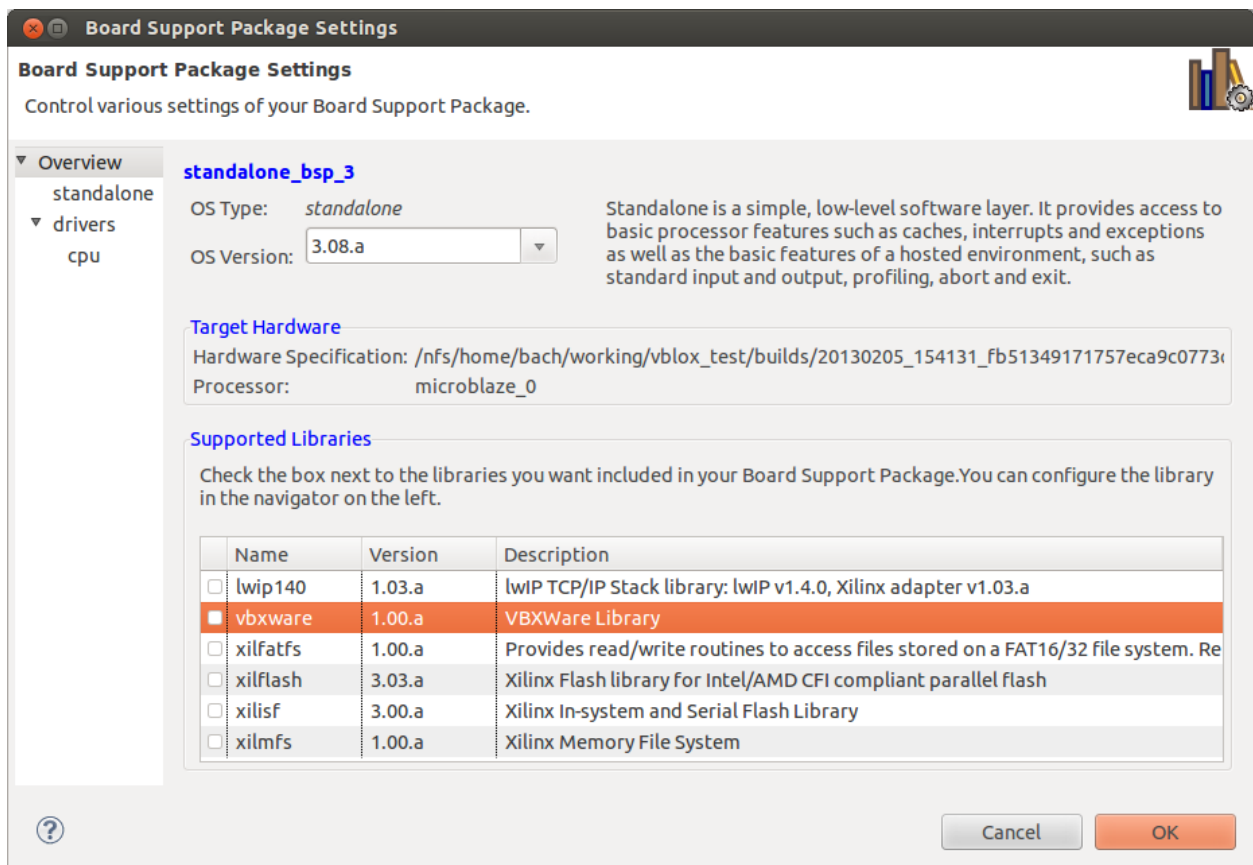 Board Support Package Settings
Board Support Package Settings
Control various settings of your Board Support Package.
Overview
standalone
drivers
cpu
standalone_bsp_3
OS Type: standalone
OS Version: 3.08.a
Standalone is a simple, low-level software layer. It provides access to
basic processor features such as caches, interrupts and exceptions
as well as the basic features of a hosted environment, such as
standard input and output, profiling, abort and exit.
Target Hardware
Hardware Specification: /nfs/home/bach/working/vblox_test/builds/20130205_154131_fb51349171757eca9c0773
Processor: microblaze_0
Supported Libraries
Check the box next to the libraries you want included in your Board Support Package.You can configure the library
in the navigator on the left.
Name Version Description
lwip140 1.03.a lwIP TCP/IP Stack library: lwIP v1.4.0, Xilinx adapter v1.03.a
vbxware 1.00.a VBXWare Library
xilfatfs 1.00.a Provides read/write routines to access files stored on a FAT16/32 file system. Re
xilflash 3.03.a Xilinx Flash library for Intel/AMD CFI compliant parallel flash
xilisf 3.00.a Xilinx In-system and Serial Flash Library
xilmfs 1.00.a Xilinx Memory File System
?
Cancel OK